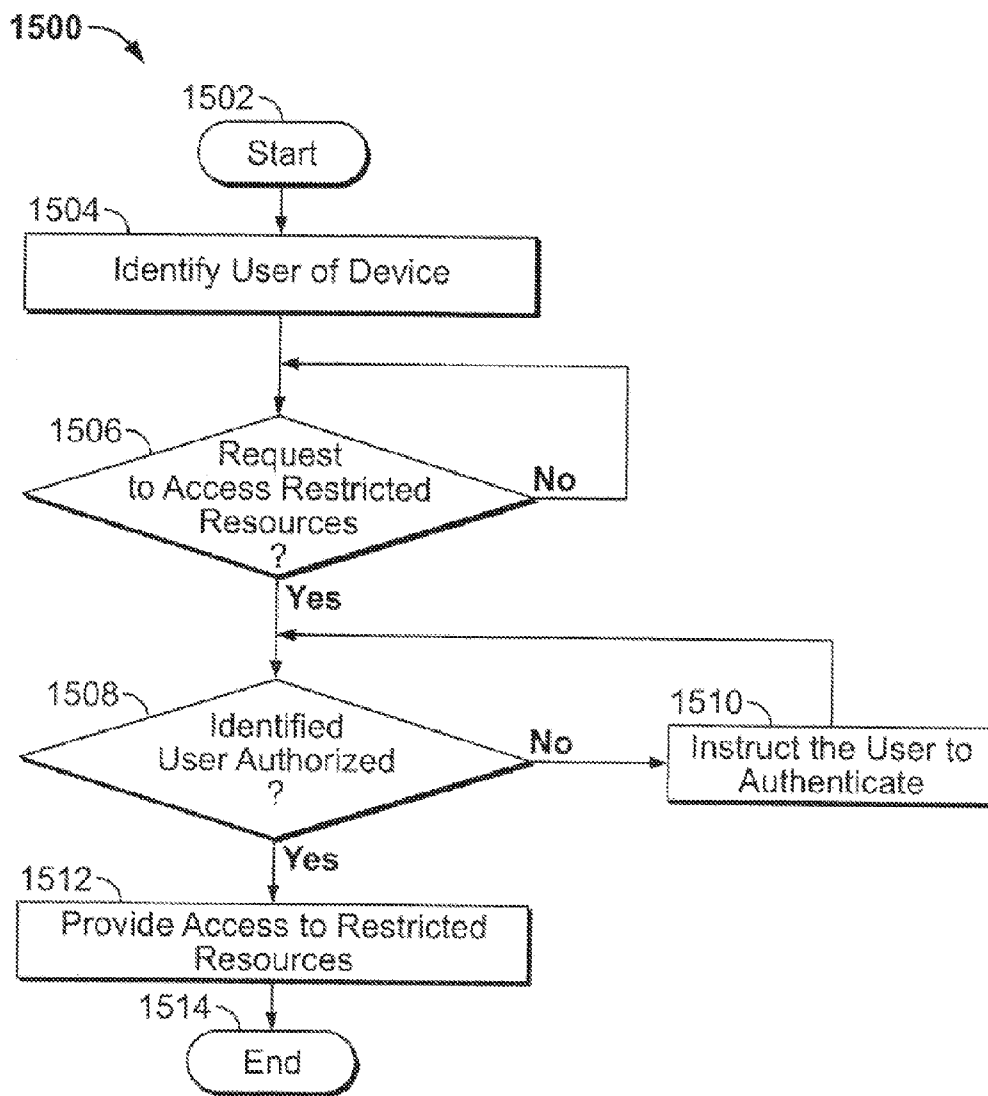 1500
1502
Start
1504
Identify User of Device
1506
Request
to Access Restricted
Resources
?
No
Yes
1508
Identified
User Authorized
?
No
1510
Instruct the User to
Authenticate
Yes
1512
Provide Access to Restricted
Resources
1514
End